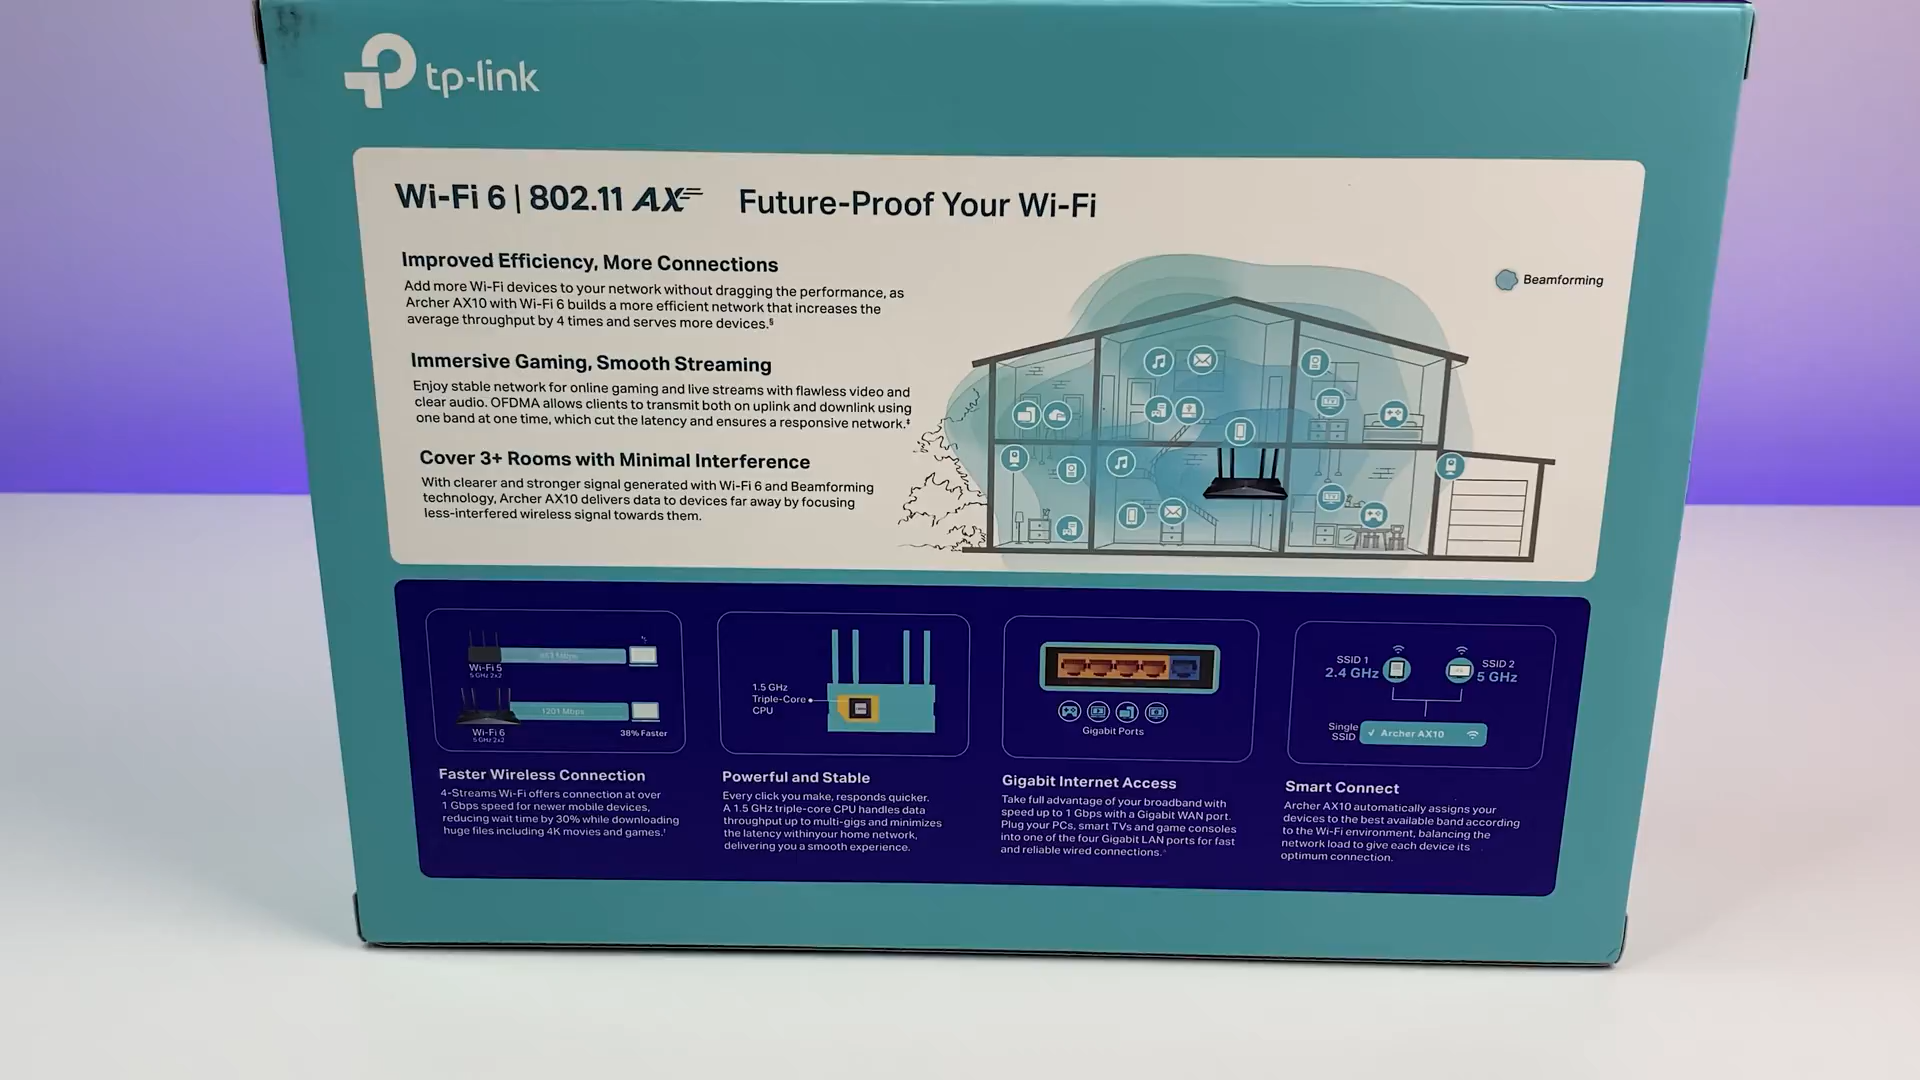 tp-link
Wi-Fi 6 | 802.11 AX Future-Proof Your Wi-Fi
Improved Efficiency, More Connections
Add more Wi-Fi devices to your network without dragging the performance, as
Archer AX10 with Wi-Fi 6 builds a more efficient network that increases the
average throughput by 4 times and serves more devices.§
Immersive Gaming, Smooth Streaming
Enjoy stable network for online gaming and live streams with flawless video and
clear audio. OFDMA allows clients to transmit both on uplink and downlink using
one band at one time, which cut the latency and ensures a responsive network.‡
Cover 3+ Rooms with Minimal Interference
With clearer and stronger signal generated with Wi-Fi 6 and Beamforming
technology, Archer AX10 delivers data to devices far away by focusing
less-interfered wireless signal towards them.
Beamforming
Wi-Fi 5
5 GHz 2x2
1201 Mbps
Wi-Fi 6
5 GHz 2x2
38% Faster
Faster Wireless Connection
4-Streams Wi-Fi offers connection at over
1 Gbps speed for newer mobile devices,
reducing wait time by 30% while downloading
huge files including 4K movies and games.†
1.5 GHz
Triple-Core
CPU
Powerful and Stable
Every click you make, responds quicker.
A 1.5 GHz triple-core CPU handles data
throughput up to multi-gigs and minimizes
the latency withinyour home network,
delivering you a smooth experience.
Gigabit Ports
Gigabit Internet Access
Take full advantage of your broadband with
speed up to 1 Gbps with a Gigabit WAN port.
Plug your PCs, smart TVs and game consoles
into one of the four Gigabit LAN ports for fast
and reliable wired connections.
SSID 1
2.4 GHz
SSID 2
5 GHz
Single
SSID
✓ Archer AX10
Smart Connect
Archer AX10 automatically assigns your
devices to the best available band according
to the Wi-Fi environment, balancing the
network load to give each device its
optimum connection.